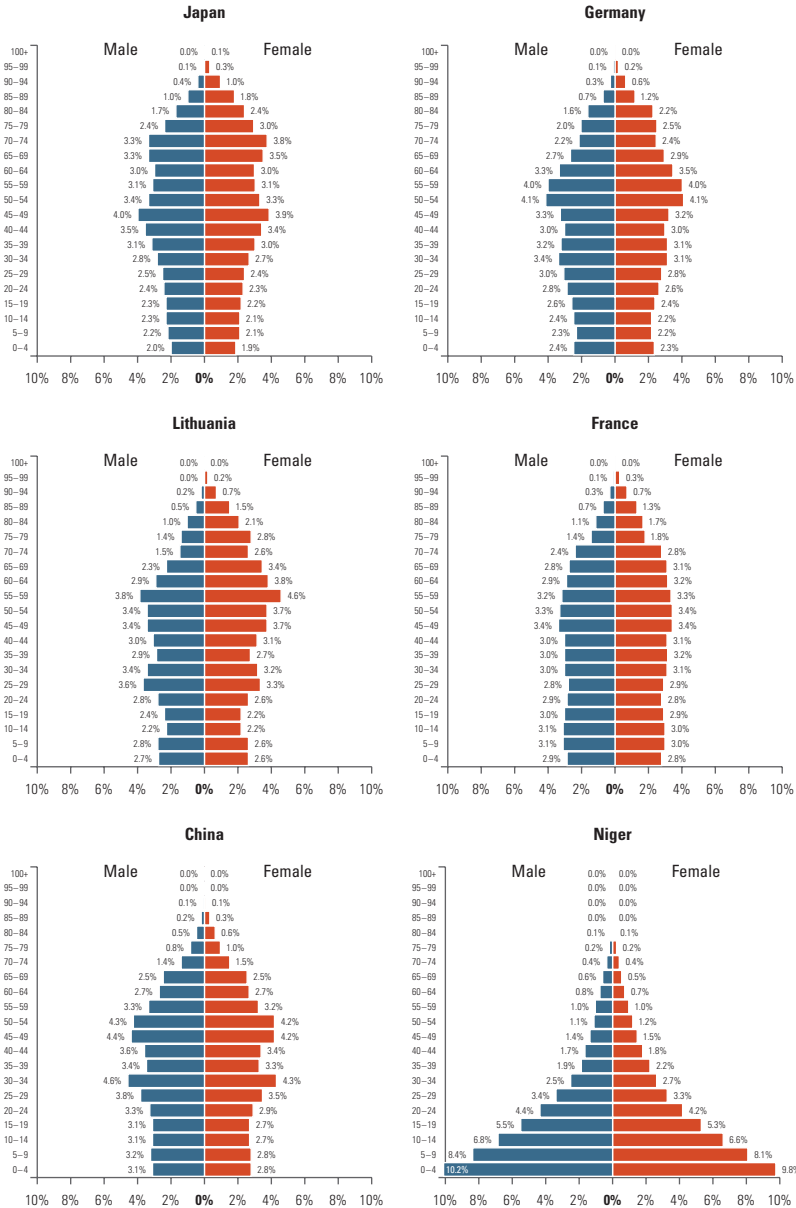 Japan
Male Female
100+ 0.0% 0.1%
95–99 0.1% 0.3%
90–94 0.4% 1.0%
85–89 1.0% 1.8%
80–84 1.7% 2.4%
75–79 2.4% 3.0%
70–74 3.3% 3.8%
65–69 3.3% 3.5%
60–64 3.0% 3.0%
55–59 3.1% 3.1%
50–54 3.4% 3.3%
45–49 4.0% 3.9%
40–44 3.5% 3.4%
35–39 3.1% 3.0%
30–34 2.8% 2.7%
25–29 2.5% 2.4%
20–24 2.4% 2.3%
15–19 2.3% 2.2%
10–14 2.3% 2.1%
5–9 2.2% 2.1%
0–4 2.0% 1.9%
10% 8% 6% 4% 2% 0% 2% 4% 6% 8% 10%
Germany
Male Female
100+ 0.0% 0.0%
95–99 0.1% 0.2%
90–94 0.3% 0.6%
85–89 0.7% 1.2%
80–84 1.6% 2.2%
75–79 2.0% 2.5%
70–74 2.2% 2.4%
65–69 2.7% 2.9%
60–64 3.3% 3.5%
55–59 4.0% 4.0%
50–54 4.1% 4.1%
45–49 3.3% 3.2%
40–44 3.0% 3.0%
35–39 3.2% 3.1%
30–34 3.4% 3.1%
25–29 3.0% 2.8%
20–24 2.8% 2.6%
15–19 2.6% 2.4%
10–14 2.4% 2.2%
5–9 2.3% 2.2%
0–4 2.4% 2.3%
10% 8% 6% 4% 2% 0% 2% 4% 6% 8% 10%
Lithuania
Male Female
100+ 0.0% 0.0%
95–99 0.0% 0.2%
90–94 0.2% 0.7%
85–89 0.5% 1.5%
80–84 1.0% 2.1%
75–79 1.4% 2.8%
70–74 1.5% 2.6%
65–69 2.3% 3.4%
60–64 2.9% 3.8%
55–59 3.8% 4.6%
50–54 3.4% 3.7%
45–49 3.4% 3.7%
40–44 3.0% 3.1%
35–39 2.9% 2.7%
30–34 3.4% 3.2%
25–29 3.6% 3.3%
20–24 2.8% 2.6%
15–19 2.4% 2.2%
10–14 2.2% 2.2%
5–9 2.8% 2.6%
0–4 2.7% 2.6%
10% 8% 6% 4% 2% 0% 2% 4% 6% 8% 10%
France
Male Female
100+ 0.0% 0.0%
95–99 0.1% 0.3%
90–94 0.3% 0.7%
85–89 0.7% 1.3%
80–84 1.1% 1.7%
75–79 1.4% 1.8%
70–74 2.4% 2.8%
65–69 2.8% 3.1%
60–64 2.9% 3.2%
55–59 3.2% 3.3%
50–54 3.3% 3.4%
45–49 3.4% 3.4%
40–44 3.0% 3.1%
35–39 3.0% 3.2%
30–34 3.0% 3.1%
25–29 2.8% 2.9%
20–24 2.9% 2.8%
15–19 3.0% 2.9%
10–14 3.1% 3.0%
5–9 3.1% 3.0%
0–4 2.9% 2.8%
10% 8% 6% 4% 2% 0% 2% 4% 6% 8% 10%
China
Male Female
100+ 0.0% 0.0%
95–99 0.0% 0.0%
90–94 0.1% 0.1%
85–89 0.2% 0.3%
80–84 0.5% 0.6%
75–79 0.8% 1.0%
70–74 1.4% 1.5%
65–69 2.5% 2.5%
60–64 2.7% 2.7%
55–59 3.3% 3.2%
50–54 4.3% 4.2%
45–49 4.4% 4.2%
40–44 3.6% 3.4%
35–39 3.4% 3.3%
30–34 4.6% 4.3%
25–29 3.8% 3.5%
20–24 3.3% 2.9%
15–19 3.1% 2.7%
10–14 3.1% 2.7%
5–9 3.2% 2.8%
0–4 3.1% 2.8%
10% 8% 6% 4% 2% 0% 2% 4% 6% 8% 10%
Niger
Male Female
100+ 0.0% 0.0%
95–99 0.0% 0.0%
90–94 0.0% 0.0%
85–89 0.0% 0.0%
80–84 0.1% 0.1%
75–79 0.2% 0.2%
70–74 0.4% 0.4%
65–69 0.6% 0.5%
60–64 0.8% 0.7%
55–59 1.0% 1.0%
50–54 1.1% 1.2%
45–49 1.4% 1.5%
40–44 1.7% 1.8%
35–39 1.9% 2.2%
30–34 2.5% 2.7%
25–29 3.4% 3.3%
20–24 4.4% 4.2%
15–19 5.5% 5.3%
10–14 6.8% 6.6%
5–9 8.4% 8.1%
0–4 10.2% 9.8%
10% 8% 6% 4% 2% 0% 2% 4% 6% 8% 10%